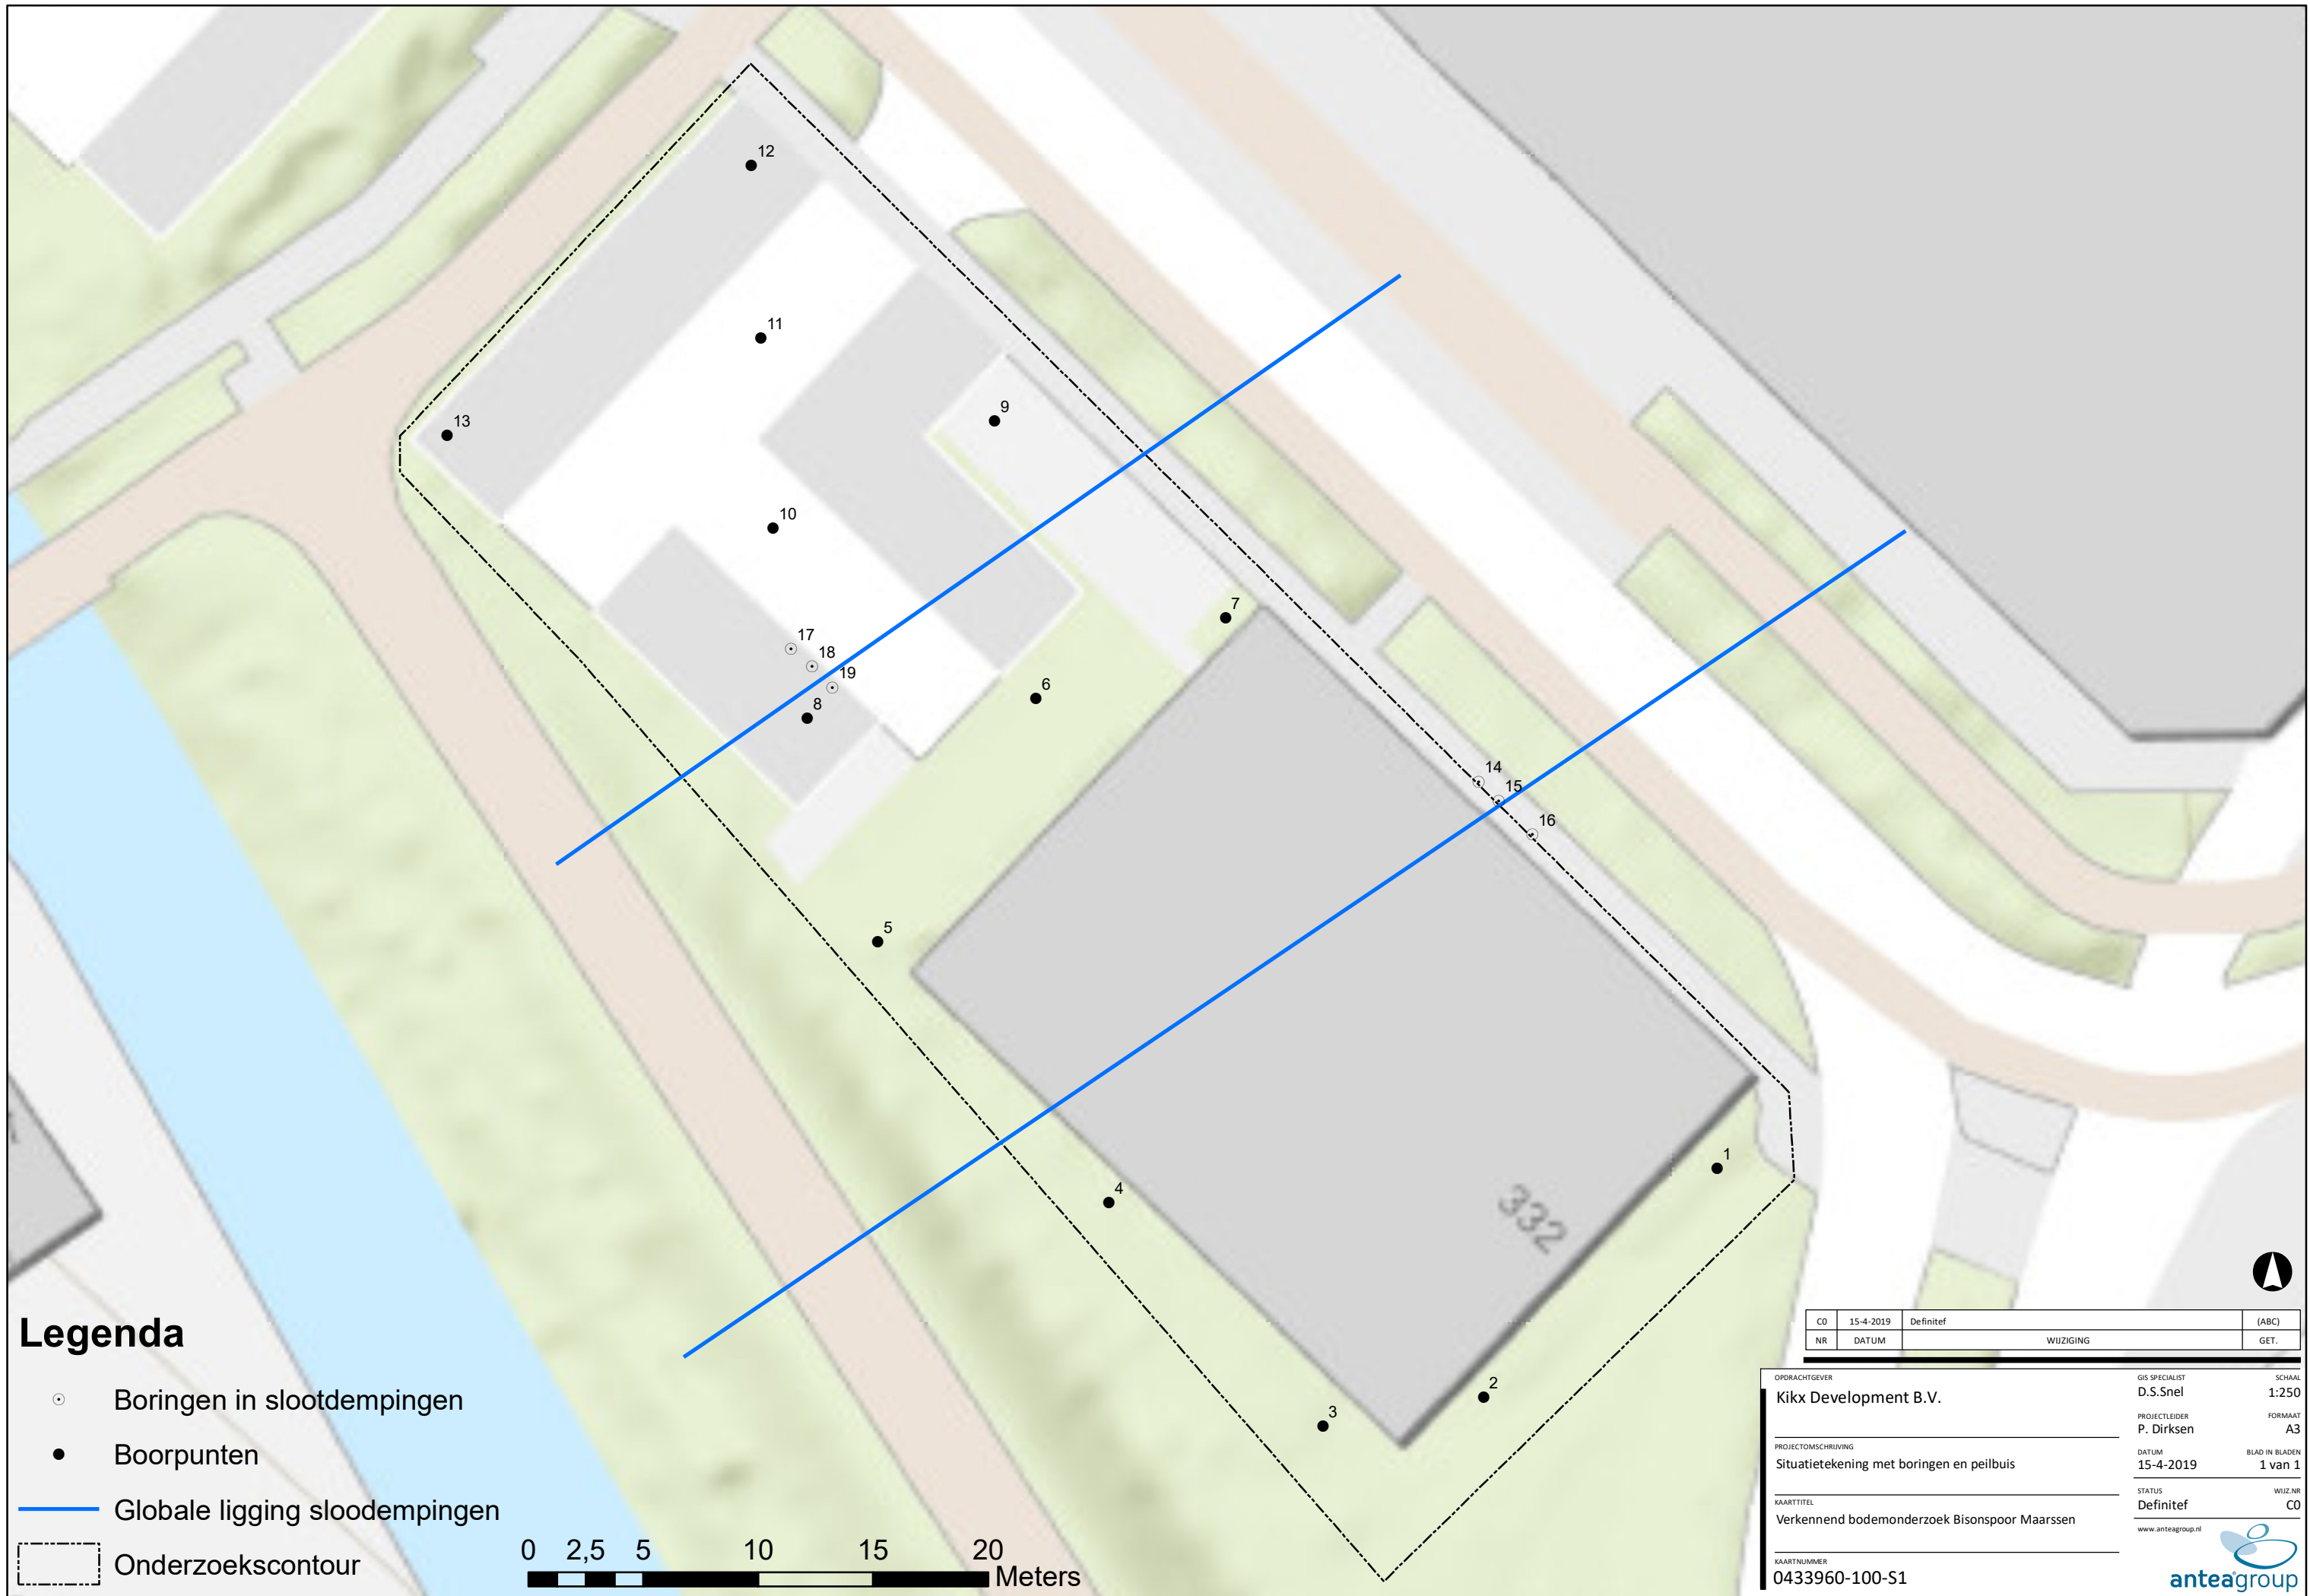 12
11
9
13
10
7
17
18
6
19
8
14
15
16
5
1
4
332
2
3
Legenda
Boringen in slootdempingen
Boorpunten
Globale ligging sloodempingen
Onderzoekscontour
0 2,5 5 10 15 20
Meters
C0 15-4-2019 Definitef (ABC)
NR DATUM WIJZIGING GET.
OPDRACHTGEVER
Kikx Development B.V.
PROJECTOMSCHRIJVING
Situatietekening met boringen en peilbuis
KAARTTITEL
Verkennend bodemonderzoek Bisonspoor Maarssen
KAARTNUMMER
0433960-100-S1
GIS SPECIALIST SCHAAL
D.S.Snel 1:250
PROJECTLEIDER FORMAAT
P. Dirksen A3
DATUM BLAD IN BLADEN
15-4-2019 1 van 1
STATUS WIJZ.NR
Definitef C0
www.anteagroup.nl
anteagroup